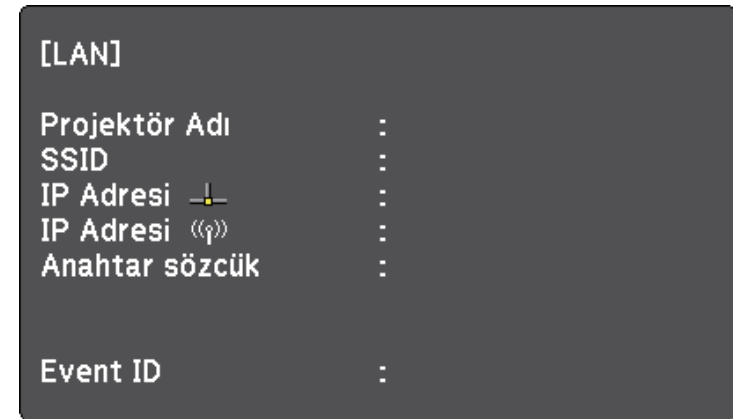 [LAN]
Projektör Adı :
SSID :
IP Adresi :
IP Adresi :
Anahtar sözcük :
Event ID :